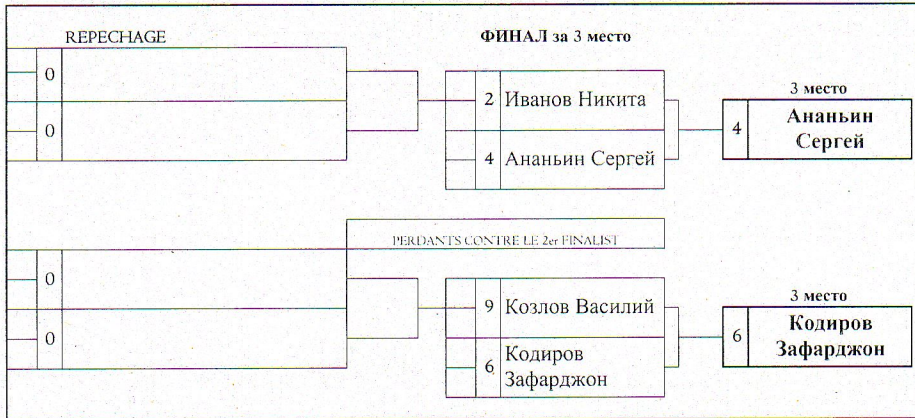 REPECHAGE
ФИНАЛ за 3 место
0
0
2 Иванов Никита
4 Ананьин Сергей
3 место
4 Ананьин
Сергей
PERDANTS CONTRE LE 2er FINALIST
0
0
9 Козлов Василий
6 Кодиров
Зафарджон
3 место
6 Кодиров
Зафарджон